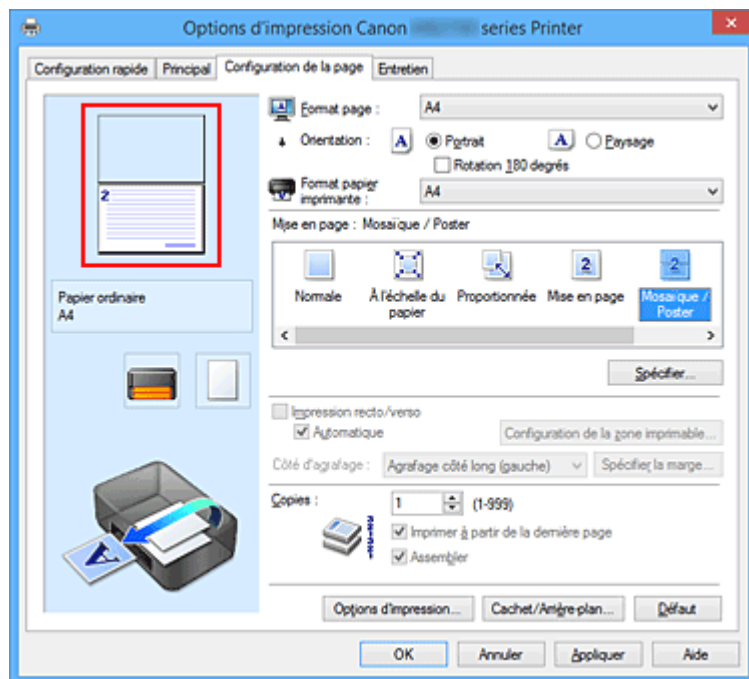 Options d'impression Canon series Printer
Configuration rapide Principal Configuration de la page Entretien
Format page : A4
Orientation : A Portrait A Paysage
Rotation 180 degrés
Format papier imprimante : A4
Mise en page : Mosaïque / Poster
Normale À l'échelle du papier Proportionnée Mise en page Mosaïque / Poster
2
2
2
Papier ordinaire
A4
Spécifier...
Impression recto/verso
Automatique
Configuration de la zone imprimable...
Côté d'agrafage : Agrafage côté long (gauche) Spécifier la marge...
Copies : 1 (1-999)
Imprimer à partir de la dernière page
Assembler
A
Options d'impression... Cachet/Arrière-plan... Défaut
OK Annuler Appliquer Aide